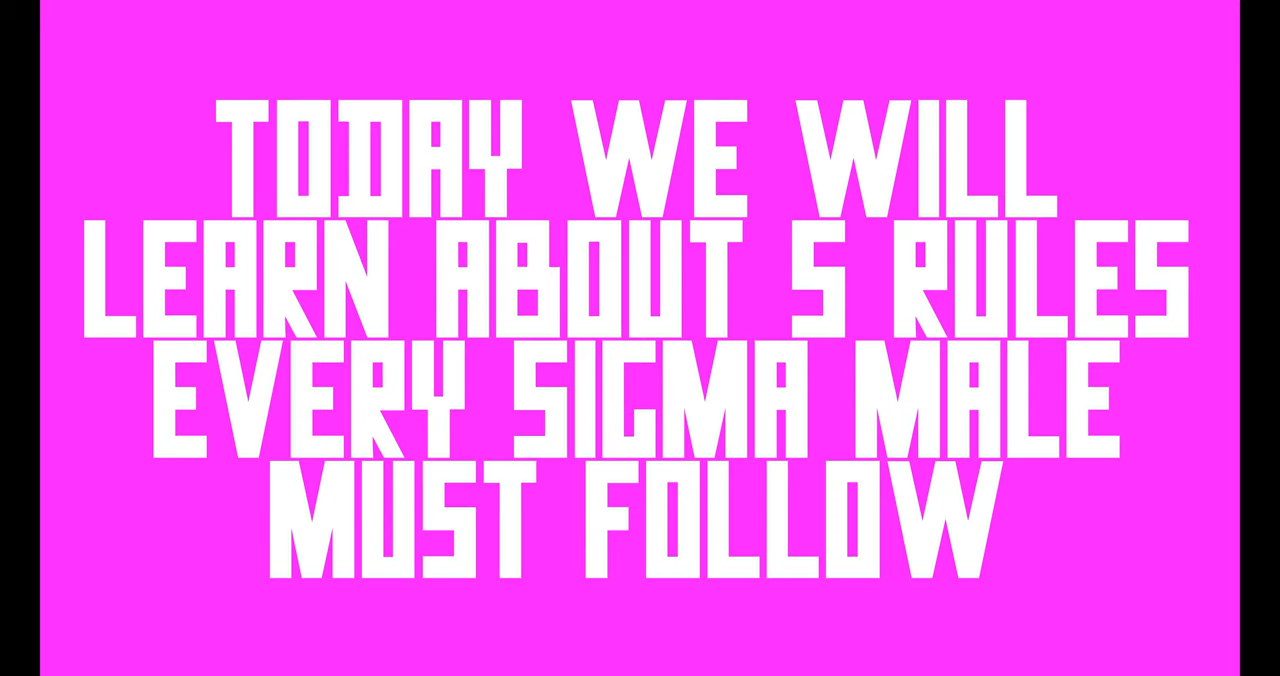 TODAY WE WILL
LEARN ABOUT 5 RULES
EVERY SIGMA MALE
MUST FOLLOW